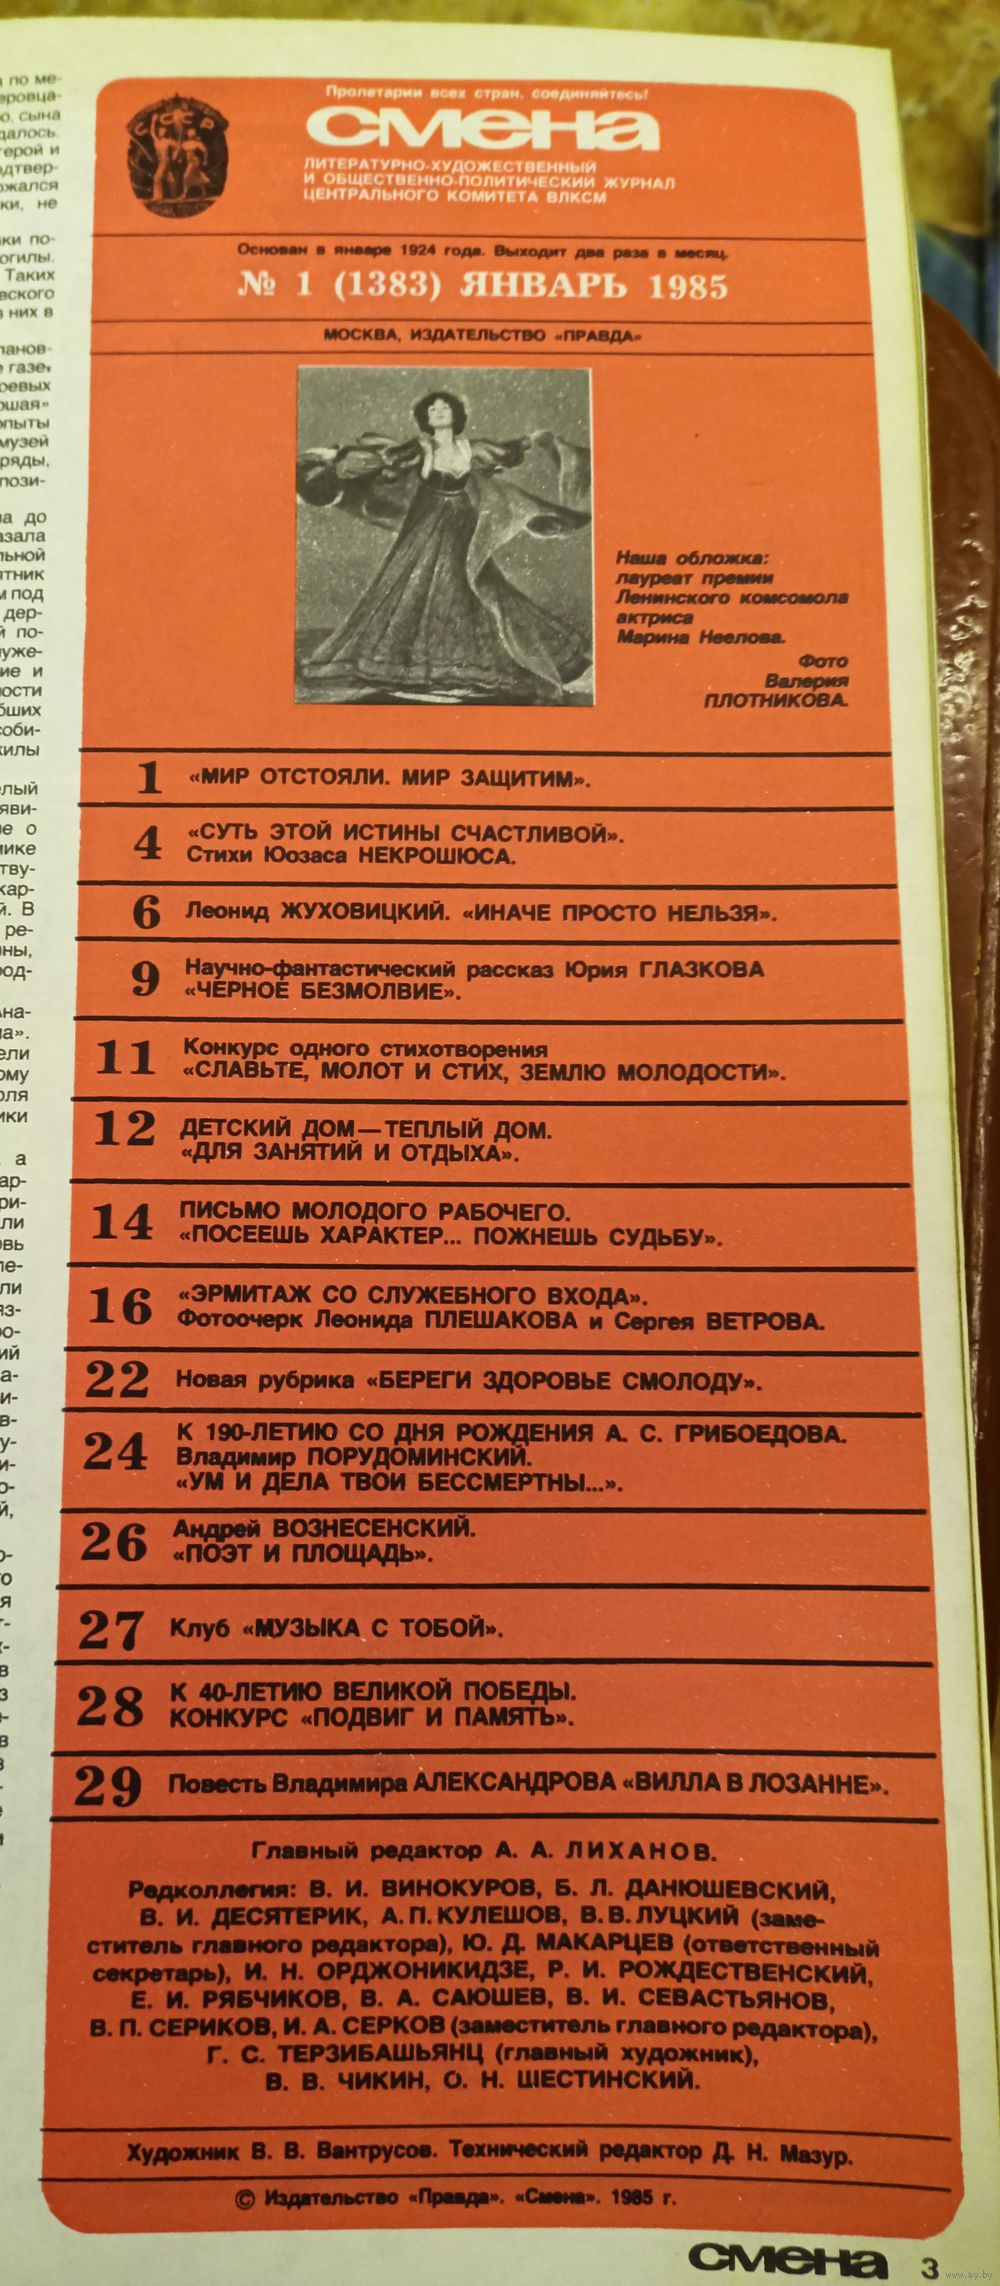 Пролетарии всех стран, соединяйтесь!
смена
ЛИТЕРАТУРНО-ХУДОЖЕСТВЕННЫЙ
И ОБЩЕСТВЕННО-ПОЛИТИЧЕСКИЙ ЖУРНАЛ
ЦЕНТРАЛЬНОГО КОМИТЕТА ВЛКСМ
Основан в январе 1924 года. Выходит два раза в месяц.
№ 1 (1383) ЯНВАРЬ 1985
МОСКВА, ИЗДАТЕЛЬСТВО «ПРАВДА»
Наша обложка:
лауреат премии
Ленинского комсомола
актриса
Марина Неелова.
Фото
Валерия
ПЛОТНИКОВА.
1 «МИР ОТСТОЯЛИ. МИР ЗАЩИТИМ».
4 «СУТЬ ЭТОЙ ИСТИНЫ СЧАСТЛИВОЙ».
Стихи Юозаса НЕКРОШЮСА.
6 Леонид ЖУХОВИЦКИЙ. «ИНАЧЕ ПРОСТО НЕЛЬЗЯ».
9 Научно-фантастический рассказ Юрия ГЛАЗКОВА
«ЧЕРНОЕ БЕЗМОЛВИЕ».
11 Конкурс одного стихотворения
«СЛАВЬТЕ, МОЛОТ И СТИХ, ЗЕМЛЮ МОЛОДОСТИ».
12 ДЕТСКИЙ ДОМ — ТЕПЛЫЙ ДОМ.
«ДЛЯ ЗАНЯТИЙ И ОТДЫХА».
14 ПИСЬМО МОЛОДОГО РАБОЧЕГО.
«ПОСЕЕШЬ ХАРАКТЕР... ПОЖНЕШЬ СУДЬБУ».
16 «ЭРМИТАЖ СО СЛУЖЕБНОГО ВХОДА».
Фотоочерк Леонида ПЛЕШАКОВА и Сергея ВЕТРОВА.
22 Новая рубрика «БЕРЕГИ ЗДОРОВЬЕ СМОЛОДУ».
24 К 190-ЛЕТИЮ СО ДНЯ РОЖДЕНИЯ А. С. ГРИБОЕДОВА.
Владимир ПОРУДОМИНСКИЙ.
«УМ И ДЕЛА ТВОИ БЕССМЕРТНЫ...».
26 Андрей ВОЗНЕСЕНСКИЙ.
«ПОЭТ И ПЛОЩАДЬ».
27 Клуб «МУЗЫКА С ТОБОЙ».
28 К 40-ЛЕТИЮ ВЕЛИКОЙ ПОБЕДЫ.
КОНКУРС «ПОДВИГ И ПАМЯТЬ».
29 Повесть Владимира АЛЕКСАНДРОВА «ВИЛЛА В ЛОЗАННЕ».
Главный редактор А. А. ЛИХАНОВ.
Редколлегия: В. И. ВИНОКУРОВ, Б. Л. ДАНЮШЕВСКИЙ,
В. И. ДЕСЯТЕРИК, А. П. КУЛЕШОВ, В. В. ЛУЦКИЙ (заме-
ститель главного редактора), Ю. Д. МАКАРЦЕВ (ответственный
секретарь), И. Н. ОРДЖОНИКИДЗЕ, Р. И. РОЖДЕСТВЕНСКИЙ,
Е. И. РЯБЧИКОВ, В. А. САЮШЕВ, В. И. СЕВАСТЬЯНОВ,
В. П. СЕРИКОВ, И. А. СЕРКОВ (заместитель главного редактора),
Г. С. ТЕРЗИБАШЬЯНЦ (главный художник),
В. В. ЧИКИН, О. Н. ШЕСТИНСКИЙ.
Художник В. В. Вантрусов. Технический редактор Д. Н. Мазур.
© Издательство «Правда». «Смена». 1985 г.
смена 3
www.ay.by